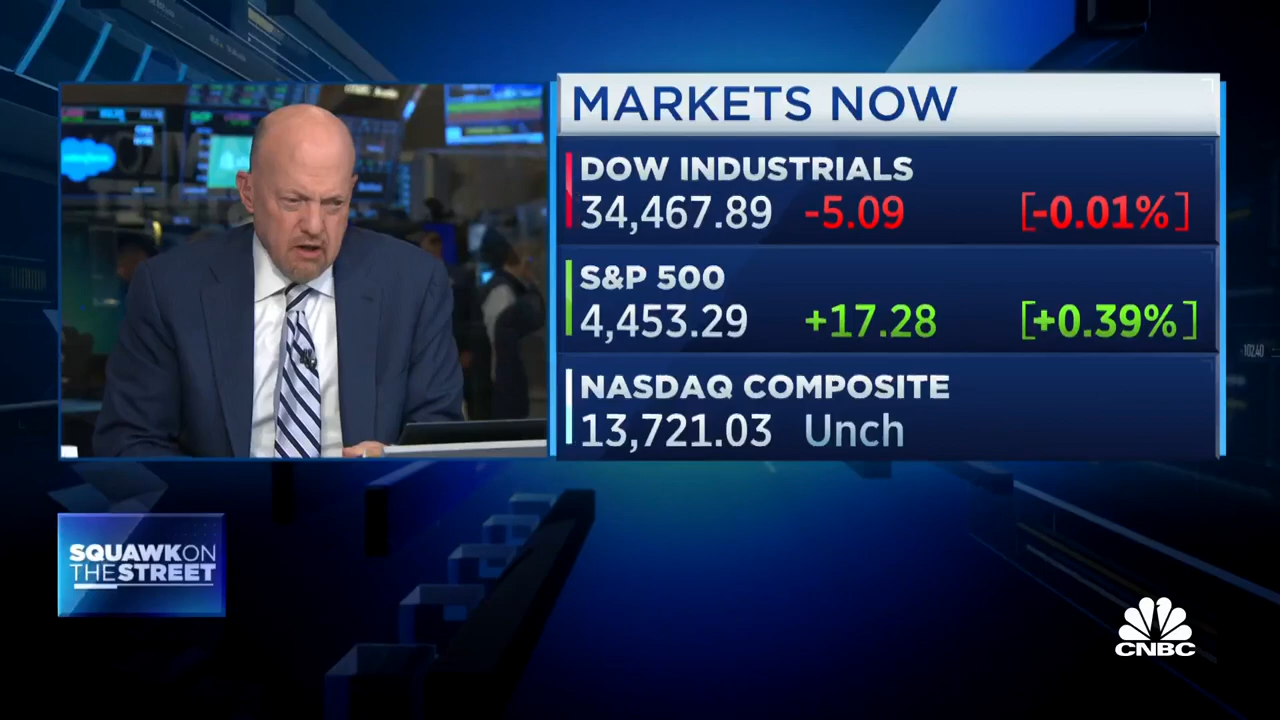 MARKETS NOW
DOW INDUSTRIALS
34,467.89 -5.09 [-0.01%]
S&P 500
4,453.29 +17.28 [+0.39%]
NASDAQ COMPOSITE
13,721.03 Unch
SQUAWK ON
THE STREET
CNBC